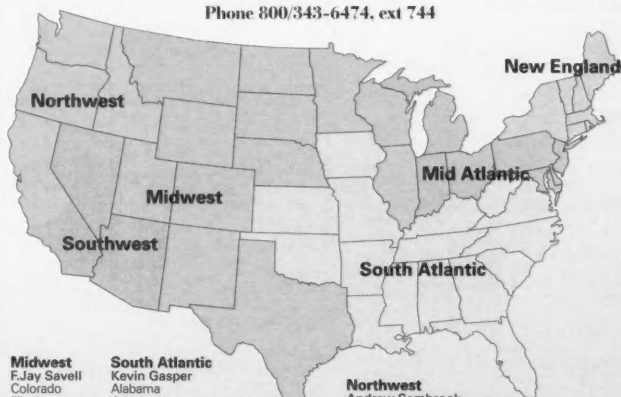 Phone 800/343-6474, ext 744
New England
Northwest
Mid Atlantic
Midwest
Southwest
South Atlantic
Midwest
F.Jay Savell
Colorado
South Atlantic
Kevin Gasper
Alabama
Northwest